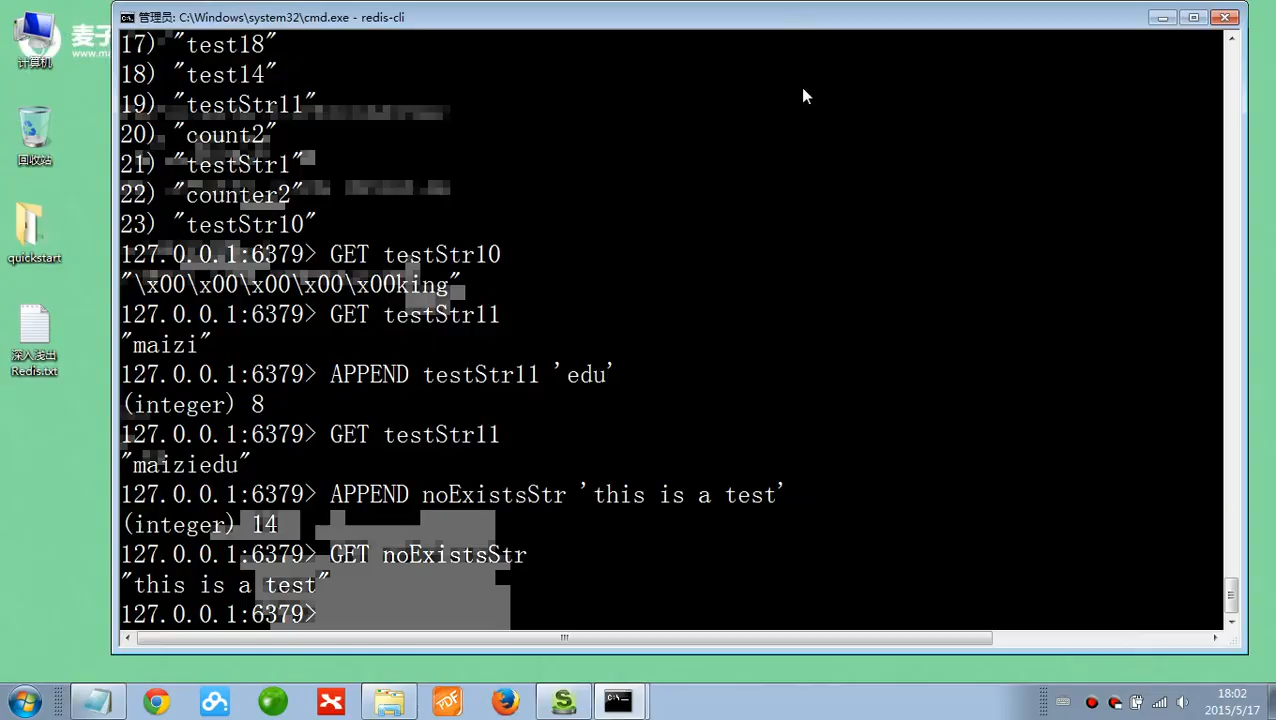 管理员: C:\Windows\system32\cmd.exe - redis-cli
麦子
www.ma
计算机
回收站
quickstart
深入浅出
Redis.txt
17) "test18"
18) "test14"
19) "testStr11"
20) "count2"
21) "testStr1"
22) "counter2"
23) "testStr10"
127.0.0.1:6379> GET testStr10
"\x00\x00\x00\x00\x00king"
127.0.0.1:6379> GET testStr11
"maizi"
127.0.0.1:6379> APPEND testStr11 'edu'
(integer) 8
127.0.0.1:6379> GET testStr11
"maiziedu"
127.0.0.1:6379> APPEND noExistsStr 'this is a test'
(integer) 14
127.0.0.1:6379> GET noExistsStr
"this is a test"
127.0.0.1:6379>
PDF
18:02
2015/5/17